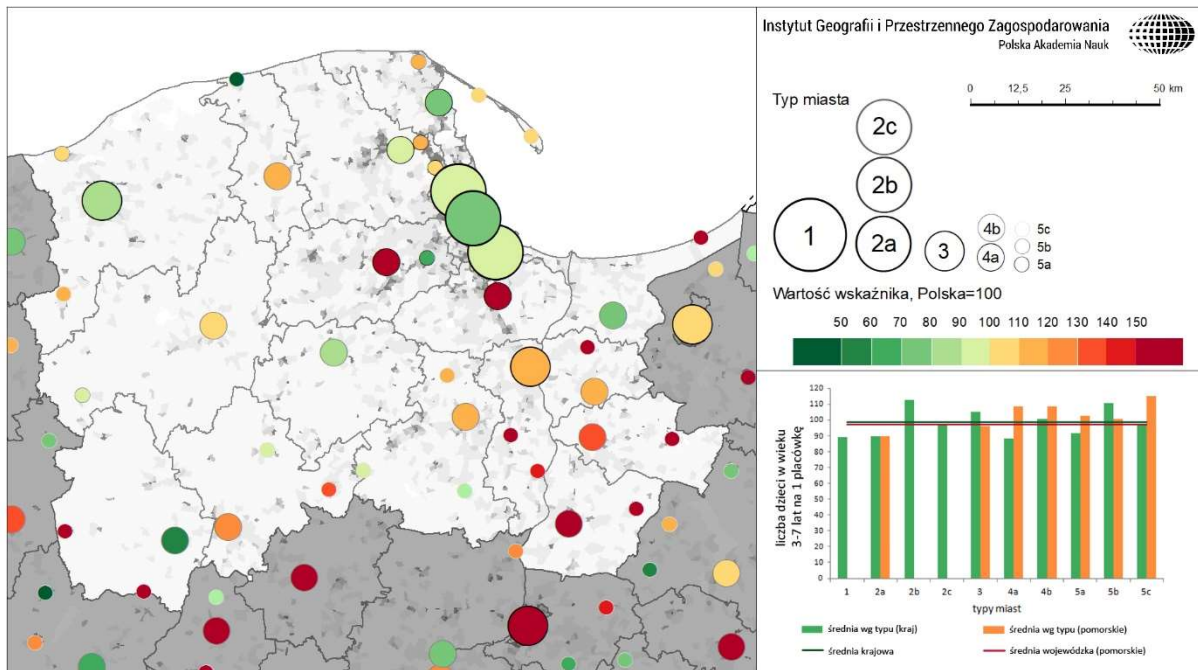 Instytut Geografii i Przestrzennego Zagospodarowania
Polska Akademia Nauk
0 12,5 25 50 km
Typ miasta
2c
2b
1
2a
3
4b
4a
5c
5b
5a
Wartość wskaźnika, Polska=100
50 60 70 80 90 100 110 120 130 140 150
liczba dzieci w wieku
3-7 lat na 1 placówkę
120
110
100
90
80
70
60
50
40
30
20
10
0
1 2a 2b 2c 3 4a 4b 5a 5b 5c
typy miast
średnia wg typu (kraj)
średnia wg typu (pomorskie)
średnia krajowa
średnia wojewódzka (pomorskie)